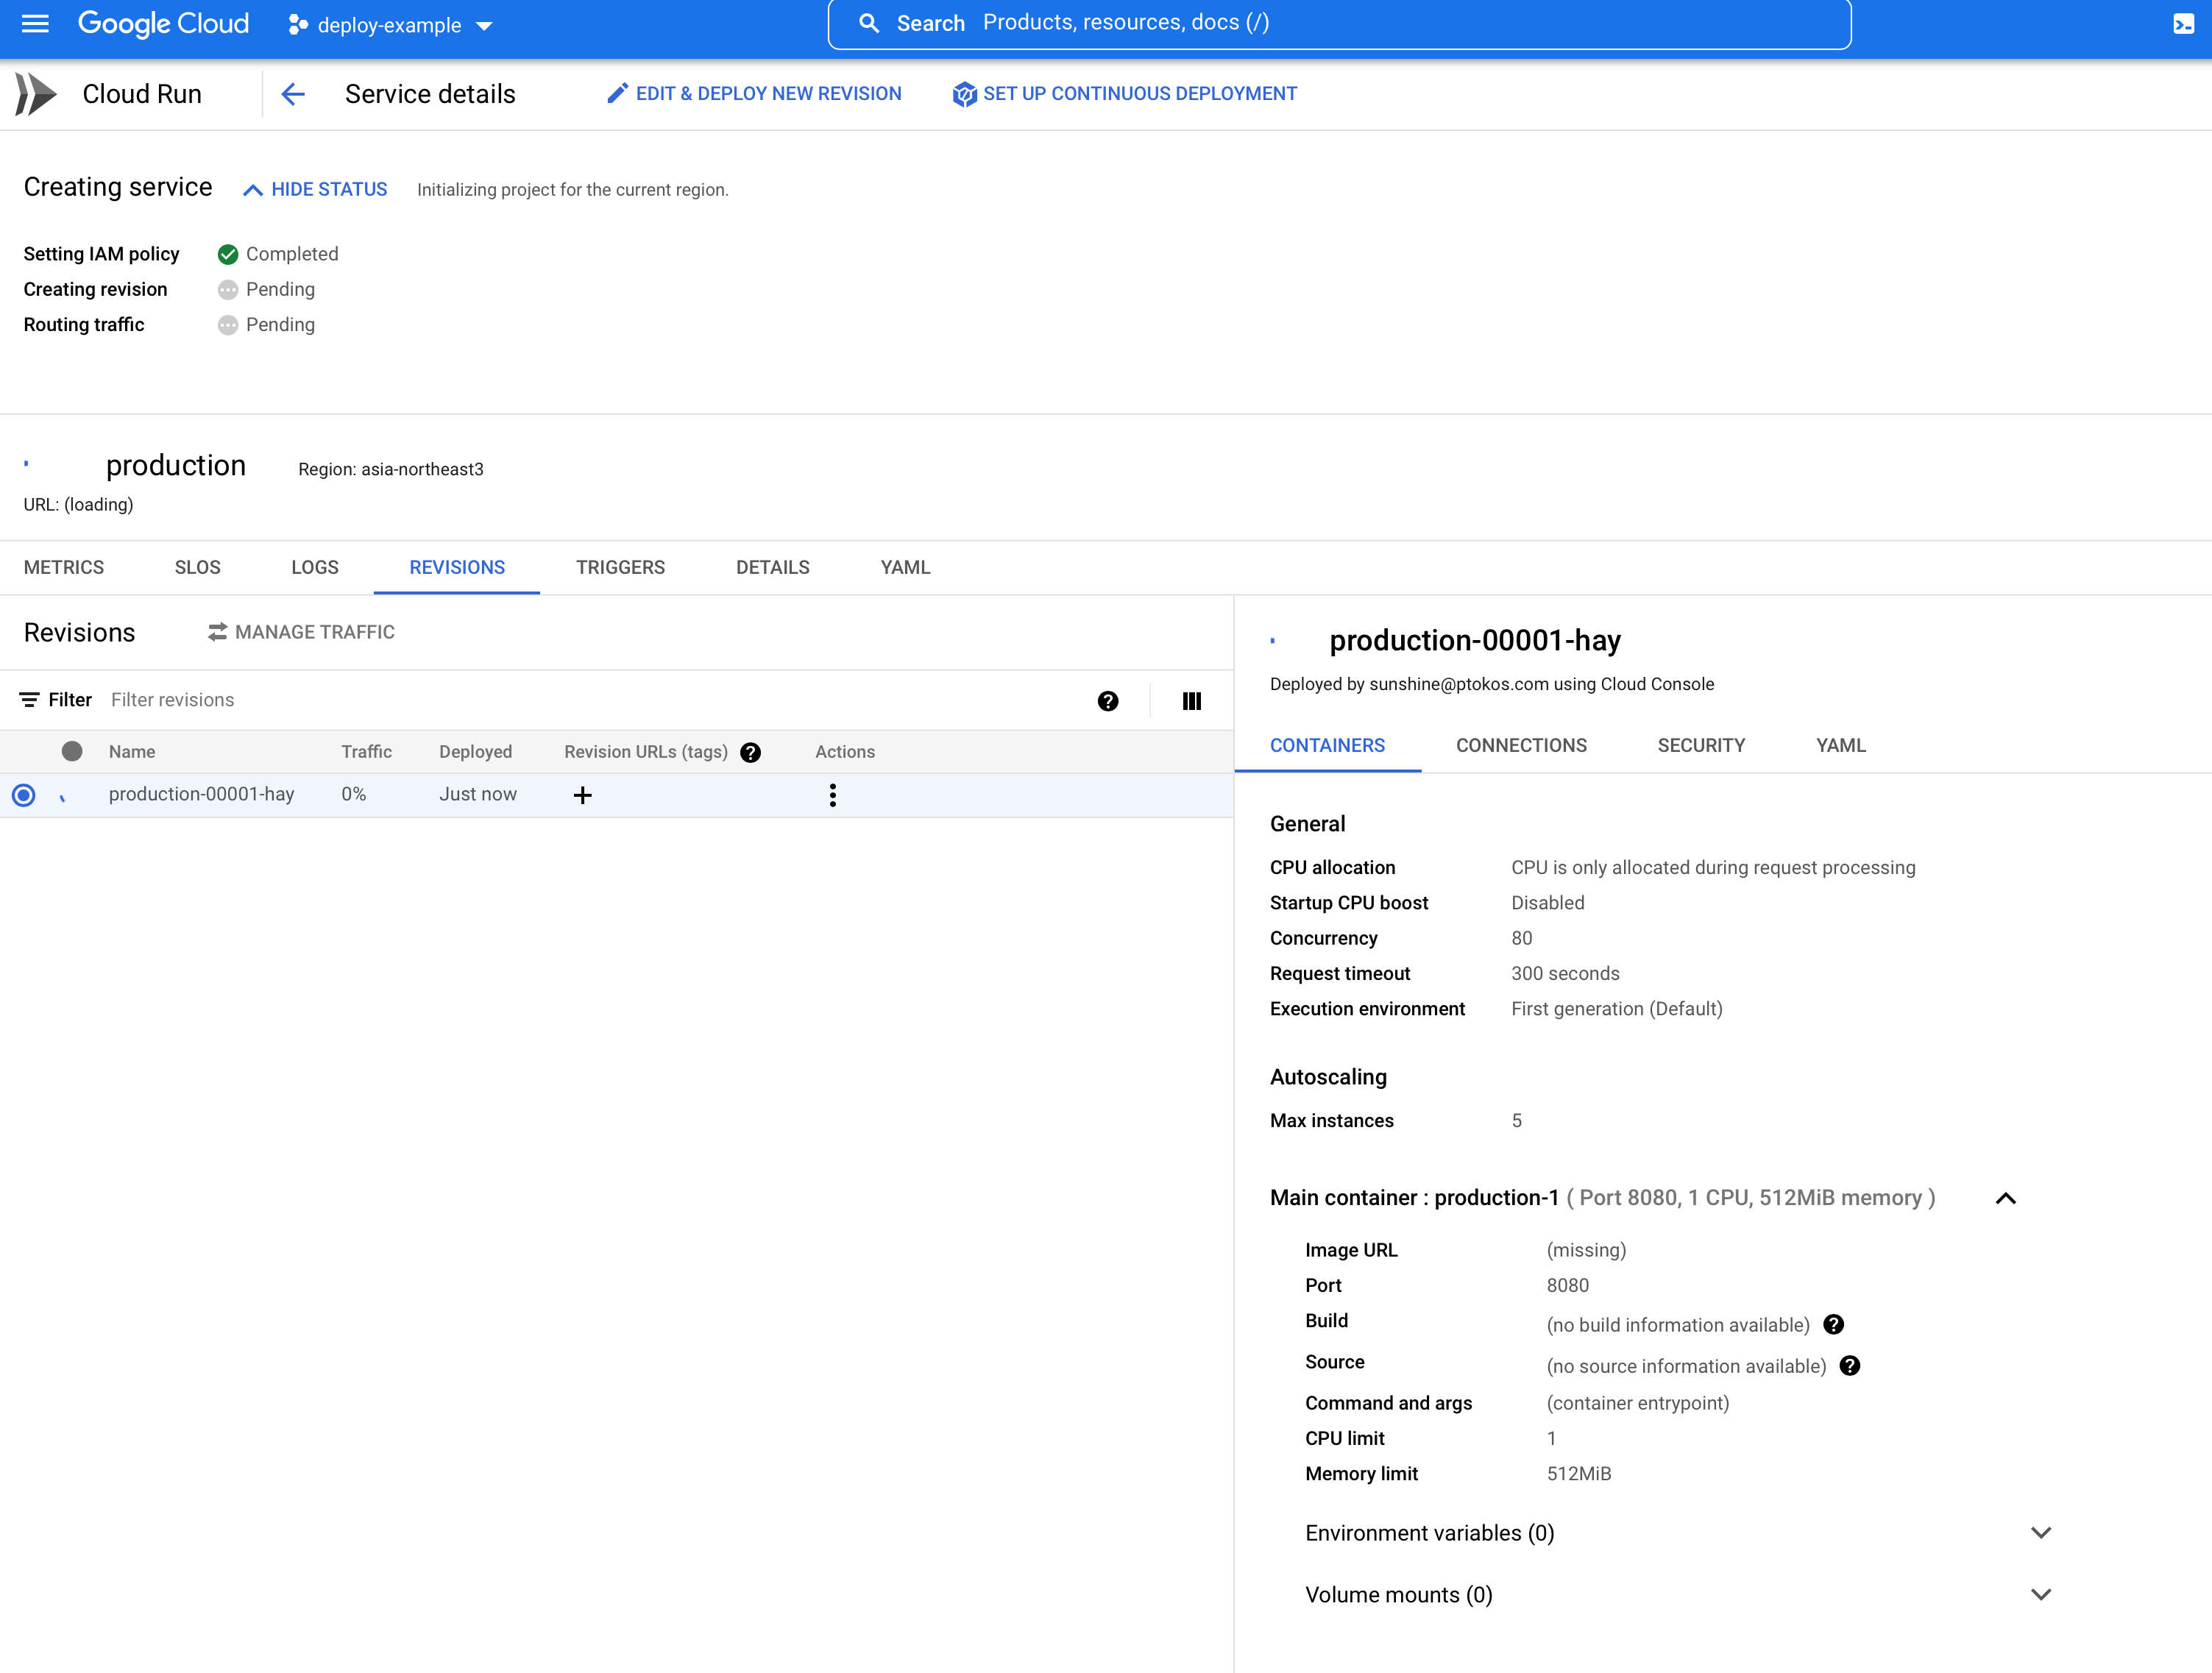 Google Cloud
deploy-example
Search Products, resources, docs (/)
Cloud Run
Service details
EDIT & DEPLOY NEW REVISION
SET UP CONTINUOUS DEPLOYMENT
Creating service
HIDE STATUS
Initializing project for the current region.
Setting IAM policy Completed
Creating revision Pending
Routing traffic Pending
production
Region: asia-northeast3
URL: (loading)
METRICS SLOS LOGS REVISIONS TRIGGERS DETAILS YAML
Revisions
MANAGE TRAFFIC
Filter Filter revisions
Name Traffic Deployed Revision URLs (tags) Actions
production-00001-hay 0% Just now
production-00001-hay
Deployed by sunshine@ptokos.com using Cloud Console
CONTAINERS CONNECTIONS SECURITY YAML
General
CPU allocation CPU is only allocated during request processing
Startup CPU boost Disabled
Concurrency 80
Request timeout 300 seconds
Execution environment First generation (Default)
Autoscaling
Max instances 5
Main container : production-1 ( Port 8080, 1 CPU, 512MiB memory )
Image URL (missing)
Port 8080
Build (no build information available)
Source (no source information available)
Command and args (container entrypoint)
CPU limit 1
Memory limit 512MiB
Environment variables (0)
Volume mounts (0)